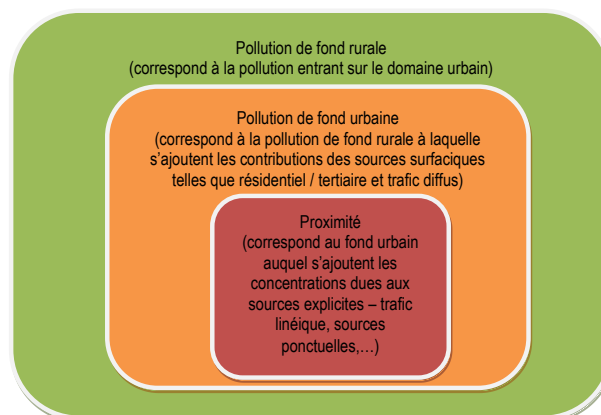 Pollution de fond rurale
(correspond à la pollution entrant sur le domaine urbain)
Pollution de fond urbaine
(correspond à la pollution de fond rurale à laquelle
s'ajoutent les contributions des sources surfaciques
telles que résidentiel / tertiaire et trafic diffus)
Proximité
(correspond au fond urbain
auquel s'ajoutent les
concentrations dues aux
sources explicites – trafic
linéique, sources
ponctuelles,…)